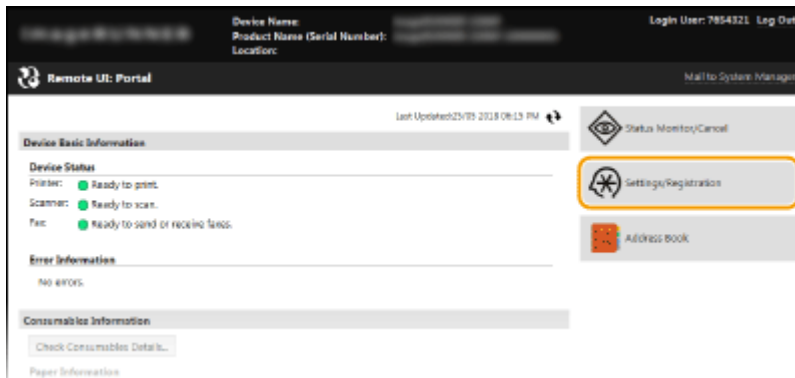 Device Name:
Product Name (Serial Number):
Location:
Login User: 7654321 Log Out
Remote UI: Portal
Mail to System Manager
Last Updated:25/05 2018 06:15 PM
Device Basic Information
Device Status
Printer: Ready to print.
Scanner: Ready to scan.
Fax: Ready to send or receive faxes.
Error Information
No errors.
Consumables Information
Check Consumables Details...
Paper Information
Status Monitor/Cancel
Settings/Registration
Address Book